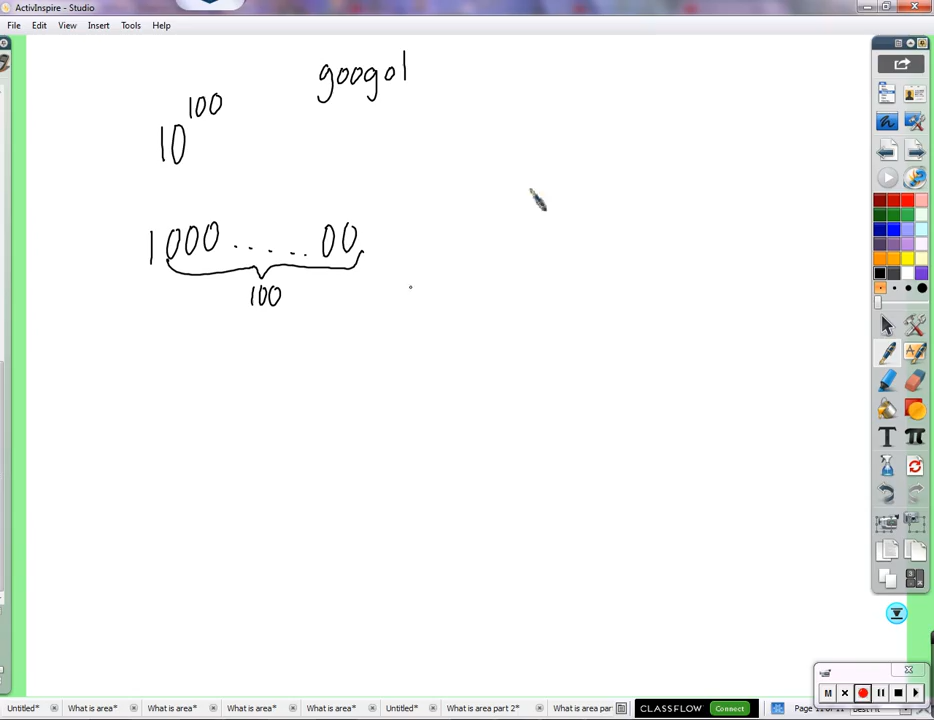 ActivInspire - Studio
File Edit View Insert Tools Help
googol
10^100
1000 ...... 00
100
Untitled* What is area* What is area* What is area* What is area* Untitled* What is area part 2* What is area par CLASSFLOW Connect
M